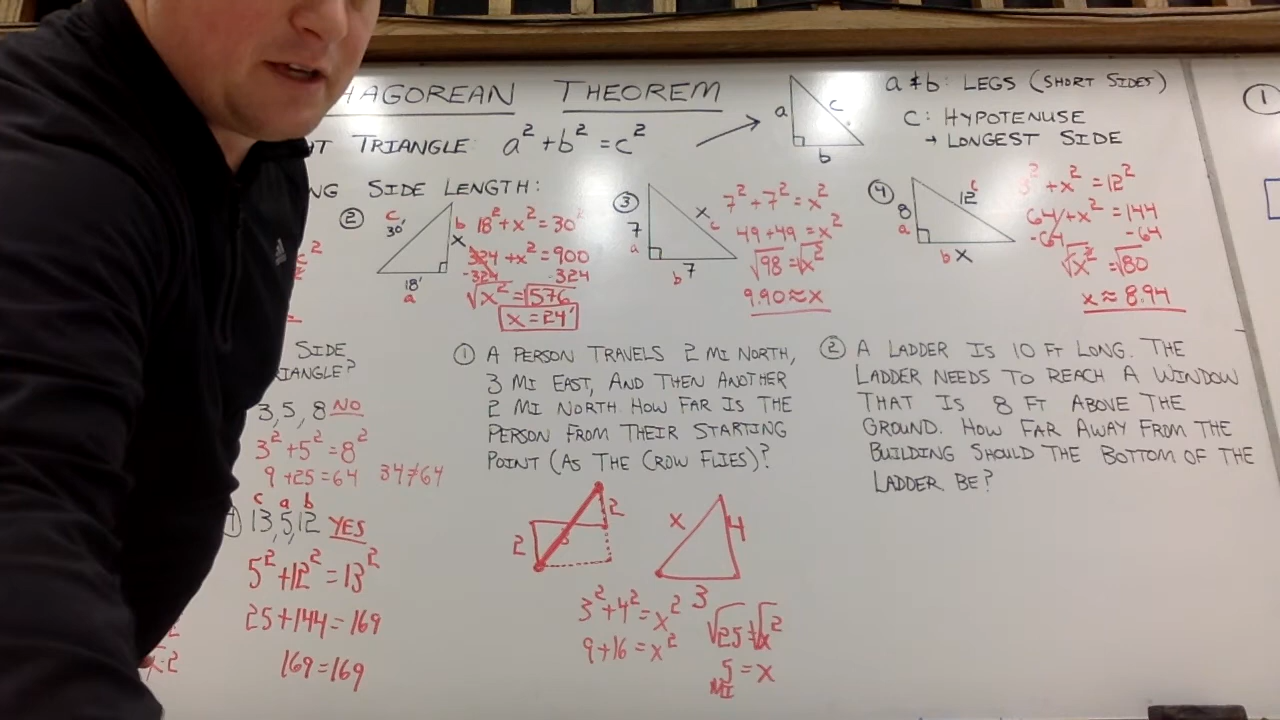 HAGOREAN THEOREM
a & b: LEGS (SHORT SIDES)
C: HYPOTENUSE
→ LONGEST SIDE
a c b
HT TRIANGLE a² + b² = c²
NG SIDE LENGTH:
②
c
30'
b
x
18'
a
18² + x² = 30²
324 + x² = 900
-324 -324
√x² = √576
x = 24'
③
7
a
x
c
b 7
7² + 7² = x²
49 + 49 = x²
√98 = √x²
9.90 ≈ x
④
8
a
12
c
b x
8² + x² = 12²
64 + x² = 144
-64 -64
√x² = √80
x ≈ 8.94
c²
SIDE
IANGLE?
3, 5, 8 NO
3² + 5² = 8²
9 + 25 = 64 34 ≠ 64
c a b
13, 5, 12 YES
5² + 12² = 13²
25 + 144 = 169
169 = 169
① A PERSON TRAVELS 2 MI NORTH,
3 MI EAST, AND THEN ANOTHER
2 MI NORTH. HOW FAR IS THE
PERSON FROM THEIR STARTING
POINT (AS THE CROW FLIES)?
2
3
2
x
4
3
3² + 4² = x²
9 + 16 = x²
√25 = √x²
5 = x
MI
② A LADDER IS 10 FT LONG. THE
LADDER NEEDS TO REACH A WINDOW
THAT IS 8 FT ABOVE THE
GROUND. HOW FAR AWAY FROM THE
BUILDING SHOULD THE BOTTOM OF THE
LADDER BE?
①